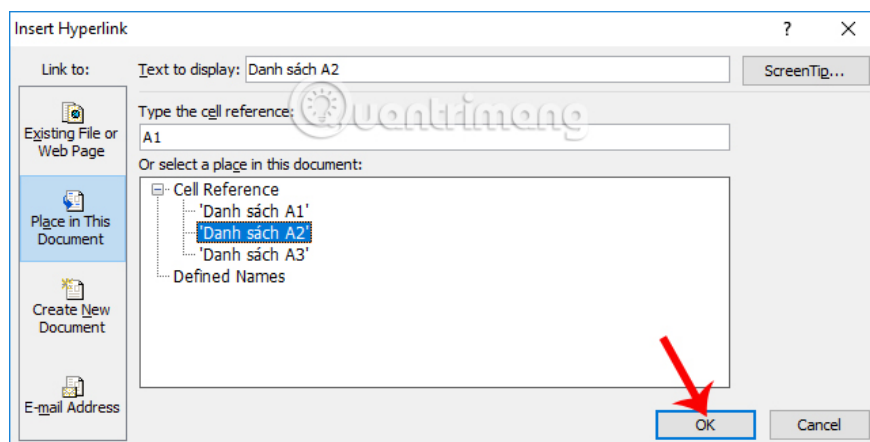 Insert Hyperlink ? X
Link to:
Text to display: Danh sách A2
ScreenTip...
Existing File or
Web Page
Place in This
Document
Create New
Document
E-mail Address
Type the cell reference:
A1
Or select a place in this document:
Cell Reference
'Danh sách A1'
'Danh sách A2'
'Danh sách A3'
Defined Names
OK
Cancel
Quantrimang